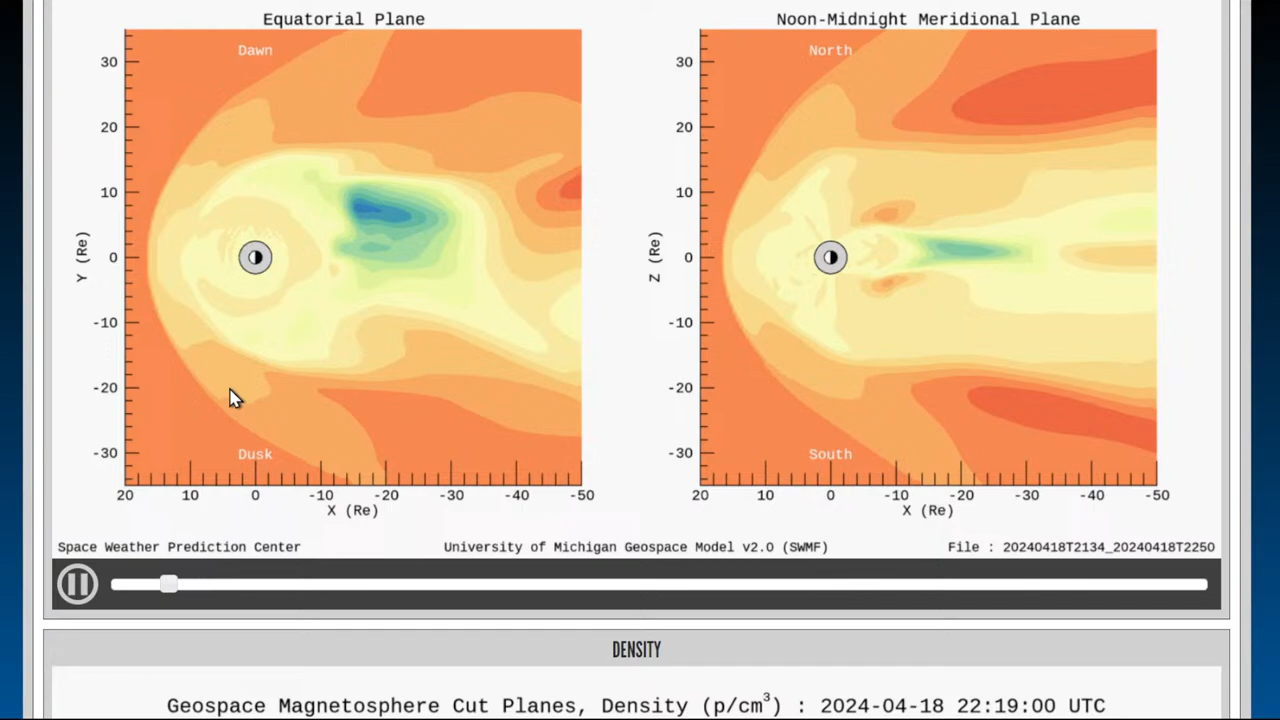 Equatorial Plane
Noon-Midnight Meridional Plane
Dawn
North
30
20
10
0
-10
-20
-30
Y (Re)
30
20
10
0
-10
-20
-30
Z (Re)
Dusk
South
20 10 0 -10 -20 -30 -40 -50
20 10 0 -10 -20 -30 -40 -50
X (Re)
X (Re)
Space Weather Prediction Center
University of Michigan Geospace Model v2.0 (SWMF)
File : 20240418T2134_20240418T2250
DENSITY
Geospace Magnetosphere Cut Planes, Density (p/cm³) : 2024-04-18 22:19:00 UTC